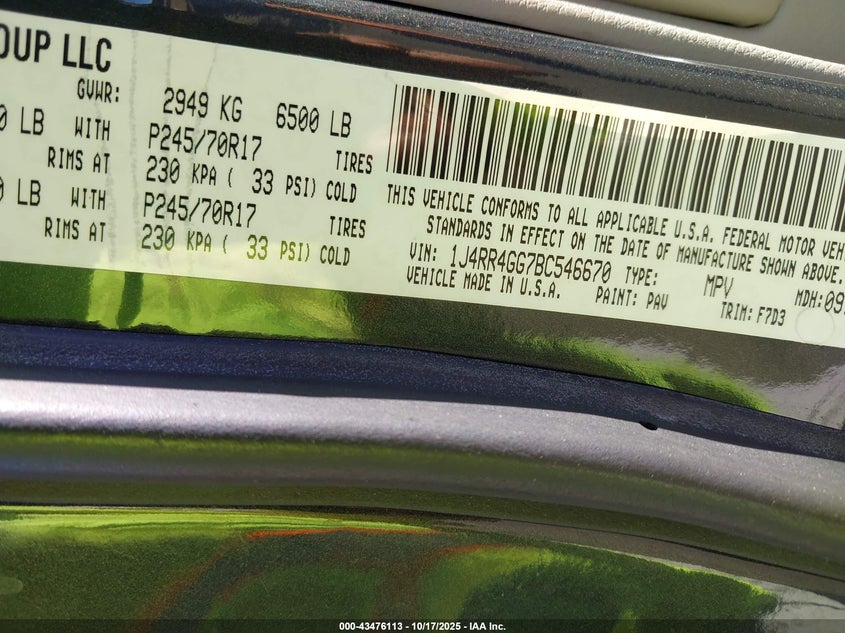 OUP LLC
GVWR: 2949 KG 6500 LB
0 LB WITH P245/70R17 TIRES
RIMS AT 230 KPA ( 33 PSI) COLD
0 LB WITH P245/70R17 TIRES
RIMS AT 230 KPA ( 33 PSI) COLD
THIS VEHICLE CONFORMS TO ALL APPLICABLE U.S.A. FEDERAL MOTOR VEH
STANDARDS IN EFFECT ON THE DATE OF MANUFACTURE SHOWN ABOVE.
VIN: 1J4RR4GG7BC546670 TYPE: MPV MDH:09
VEHICLE MADE IN U.S.A. PAINT: PAV TRIM: F7D3
000-43476113 - 10/17/2025 - IAA Inc.